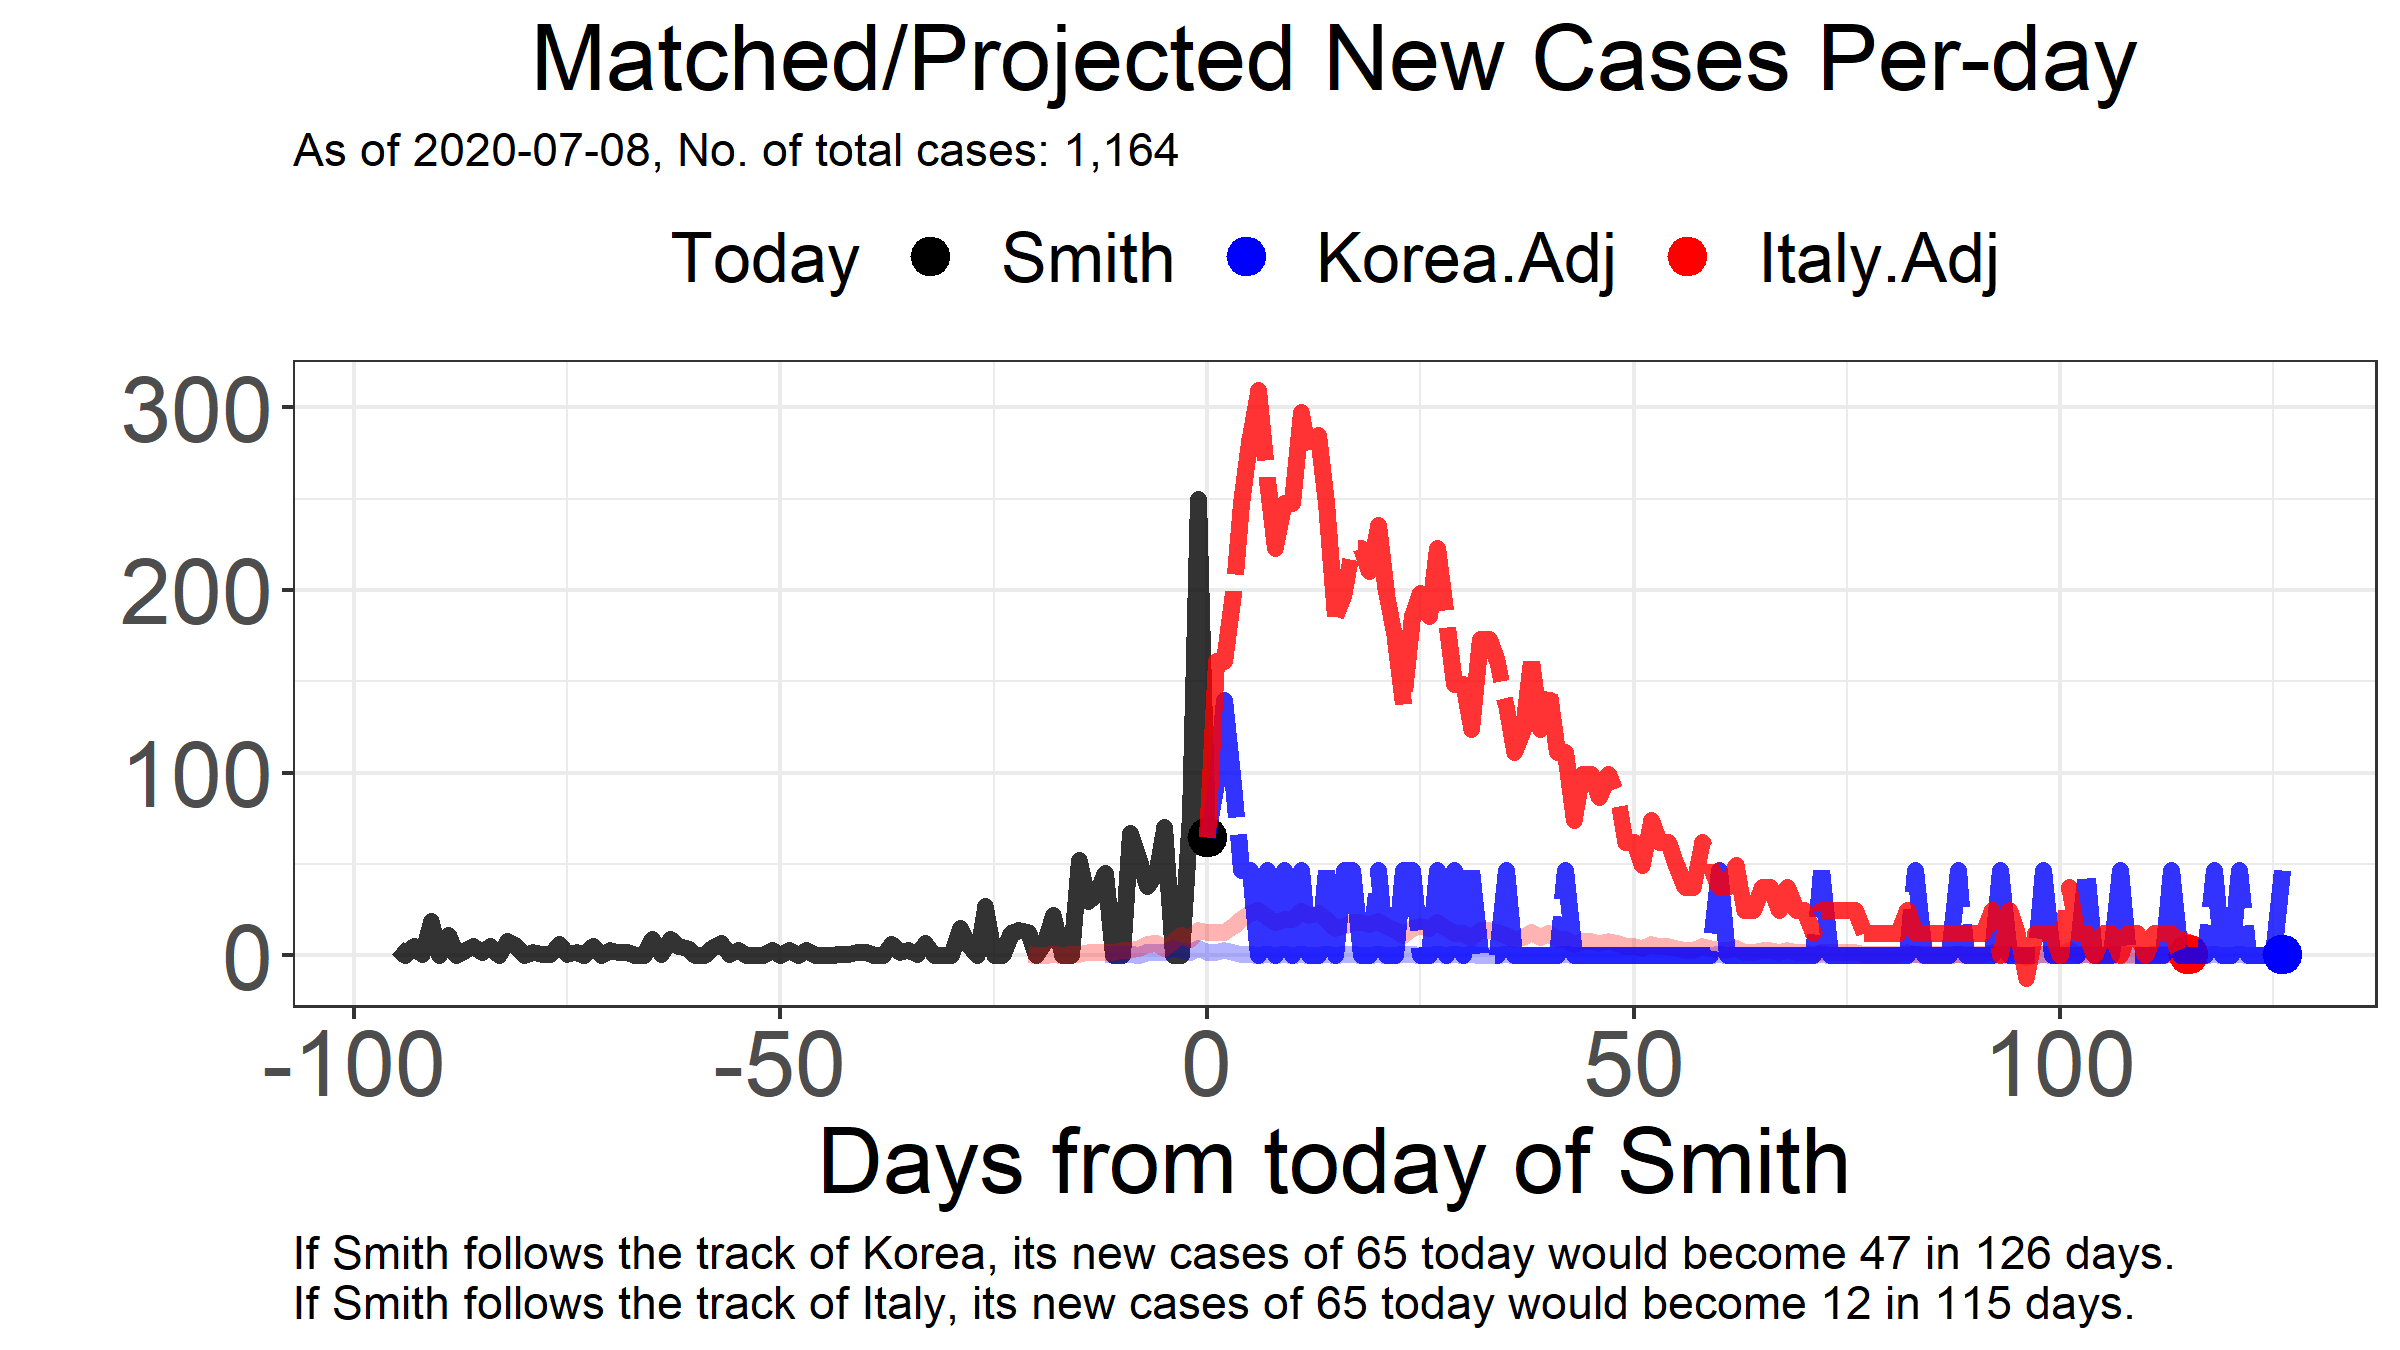 Matched/Projected New Cases Per-day
As of 2020-07-08, No. of total cases: 1,164
Today Smith Korea.Adj Italy.Adj
300
200
100
0
-100 -50 0 50 100
Days from today of Smith
If Smith follows the track of Korea, its new cases of 65 today would become 47 in 126 days.
If Smith follows the track of Italy, its new cases of 65 today would become 12 in 115 days.